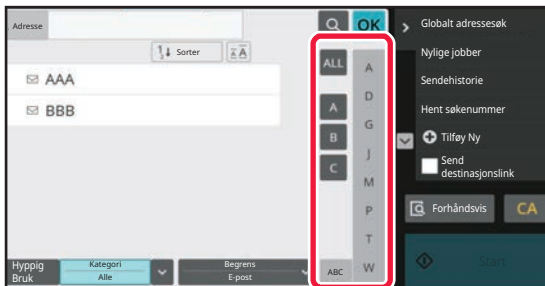 Adresse
OK
Sorter
AAA
BBB
ALL
A
B
C
ABC
A
D
G
J
M
P
T
W
Hyppig
Bruk
Kategori
Alle
Begrens
E-post
Globalt adressesøk
Nylige jobber
Sendehistorie
Hent søkenummer
Tilføy Ny
Send
destinasjonslink
Forhåndsvis
CA
Start